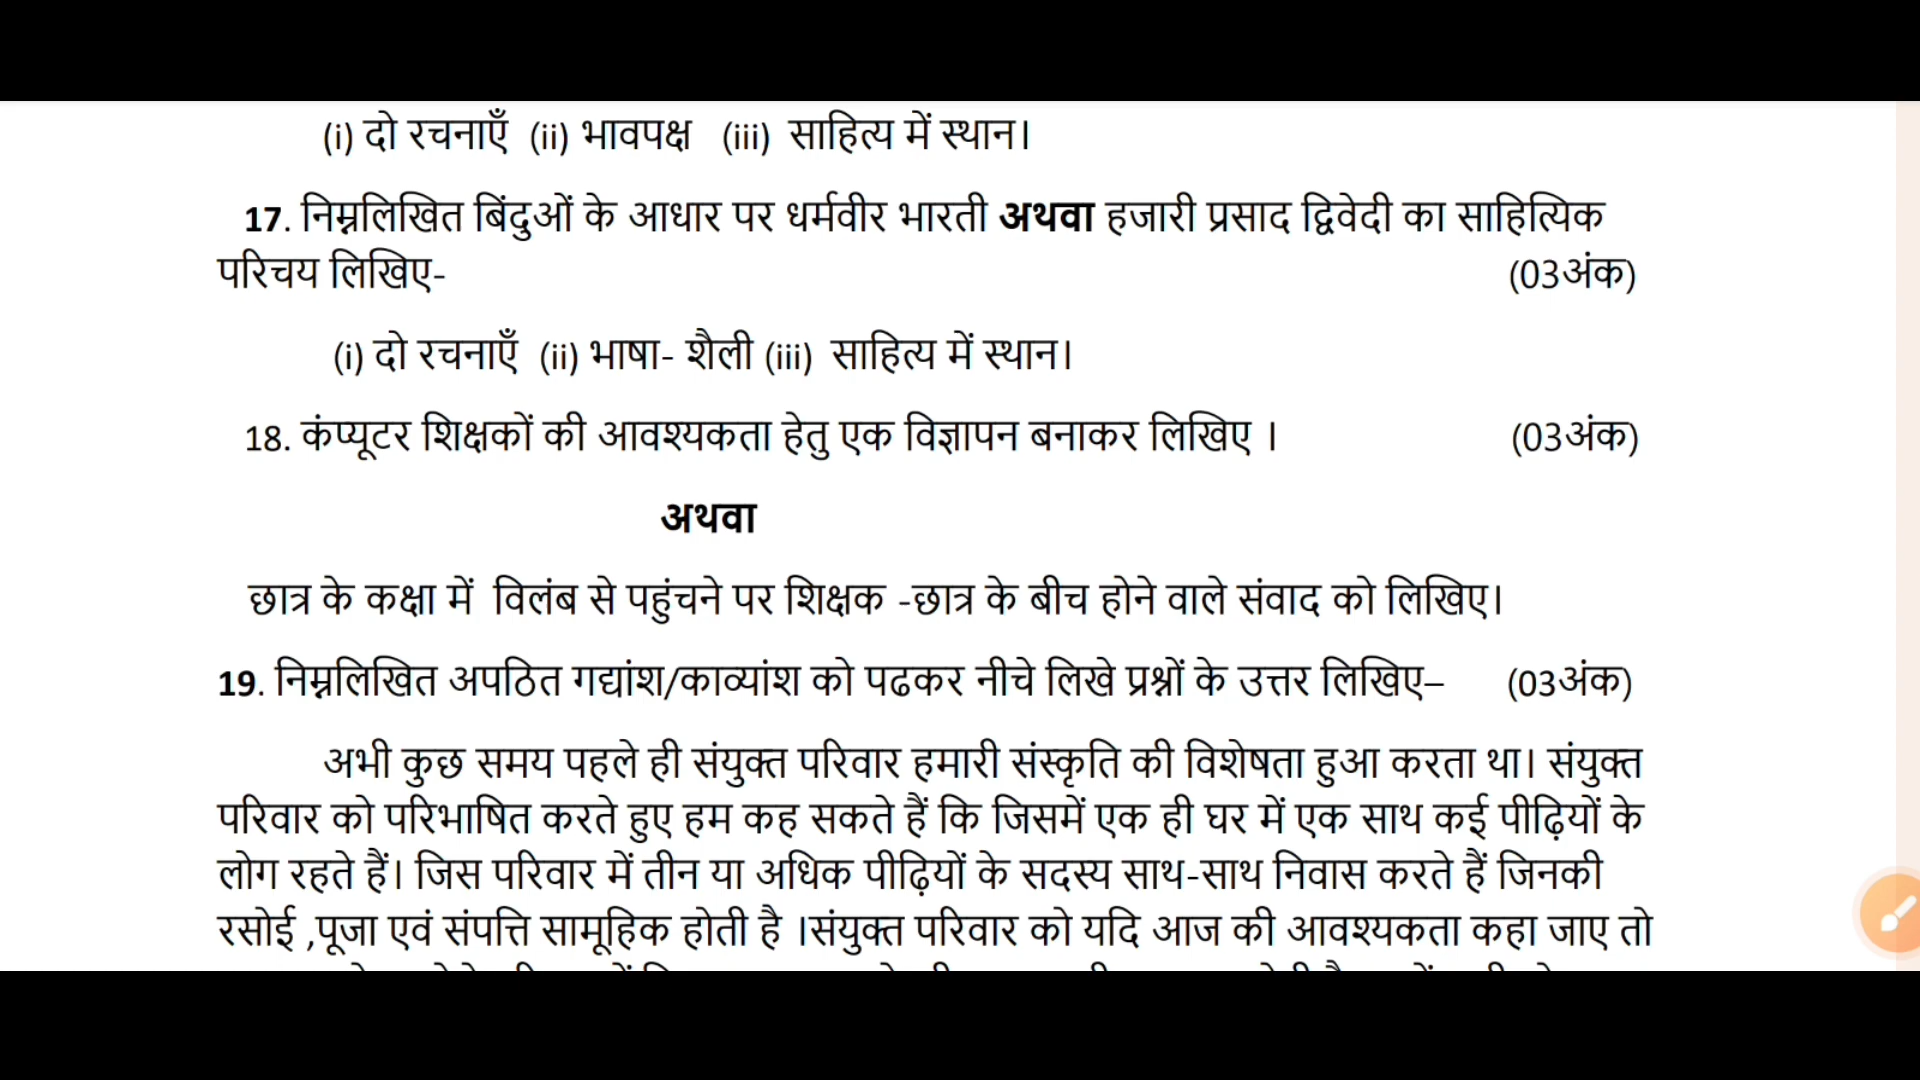 (i) दो रचनाएँ (ii) भावपक्ष (iii) साहित्य में स्थान।
17. निम्नलिखित बिंदुओं के आधार पर धर्मवीर भारती अथवा हजारी प्रसाद द्विवेदी का साहित्यिक
परिचय लिखिए- (03अंक)
(i) दो रचनाएँ (ii) भाषा- शैली (iii) साहित्य में स्थान।
18. कंप्यूटर शिक्षकों की आवश्यकता हेतु एक विज्ञापन बनाकर लिखिए । (03अंक)
अथवा
छात्र के कक्षा में विलंब से पहुंचने पर शिक्षक -छात्र के बीच होने वाले संवाद को लिखिए।
19. निम्नलिखित अपठित गद्यांश/काव्यांश को पढकर नीचे लिखे प्रश्नों के उत्तर लिखिए– (03अंक)
अभी कुछ समय पहले ही संयुक्त परिवार हमारी संस्कृति की विशेषता हुआ करता था। संयुक्त
परिवार को परिभाषित करते हुए हम कह सकते हैं कि जिसमें एक ही घर में एक साथ कई पीढ़ियों के
लोग रहते हैं। जिस परिवार में तीन या अधिक पीढ़ियों के सदस्य साथ-साथ निवास करते हैं जिनकी
रसोई ,पूजा एवं संपत्ति सामूहिक होती है ।संयुक्त परिवार को यदि आज की आवश्यकता कहा जाए तो